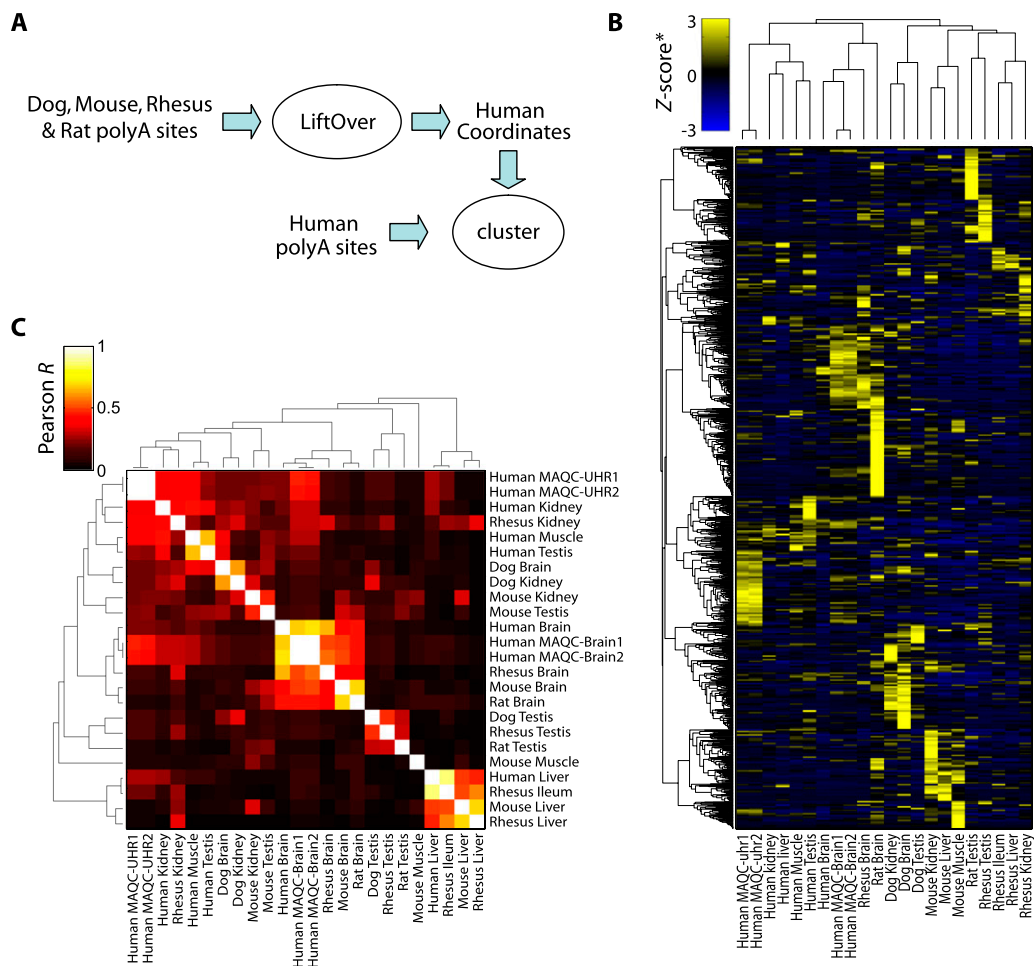 A
Dog, Mouse, Rhesus
& Rat polyA sites
LiftOver
Human
Coordinates
Human
polyA sites
cluster
B
Z-score*
3
0
-3
Human MAQC-uhr1
Human MAQC-uhr2
Human Kidney
Human liver
Human Muscle
Human Testis
Human Brain
Human MAQC-Brain1
Human MAQC-Brain2
Rhesus Brain
Rat Brain
Dog Kidney
Dog Brain
Dog Testis
Mouse Kidney
Mouse Liver
Mouse Muscle
Rat Testis
Rhesus Testis
Rhesus Ileum
Rhesus Liver
Rhesus Kidney
C
Pearson R
1
.5
0
Human MAQC-UHR1
Human MAQC-UHR2
Human Kidney
Rhesus Kidney
Human Muscle
Human Testis
Dog Brain
Dog Kidney
Mouse Kidney
Mouse Testis
Human Brain
Human MAQC-Brain1
Human MAQC-Brain2
Rhesus Brain
Mouse Brain
Rat Brain
Dog Testis
Rhesus Testis
Rat Testis
Mouse Muscle
Human Liver
Rhesus Ileum
Mouse Liver
Rhesus Liver
Human MAQC-UHR1
Human MAQC-UHR2
Human Kidney
Rhesus Kidney
Human Muscle
Human Testis
Dog Brain
Dog Kidney
Mouse Kidney
Mouse Testis
Human Brain
Human MAQC-Brain1
Human MAQC-Brain2
Rhesus Brain
Mouse Brain
Rat Brain
Dog Testis
Rhesus Testis
Rat Testis
Mouse Muscle
Human Liver
Rhesus Ileum
Mouse Liver
Rhesus Liver